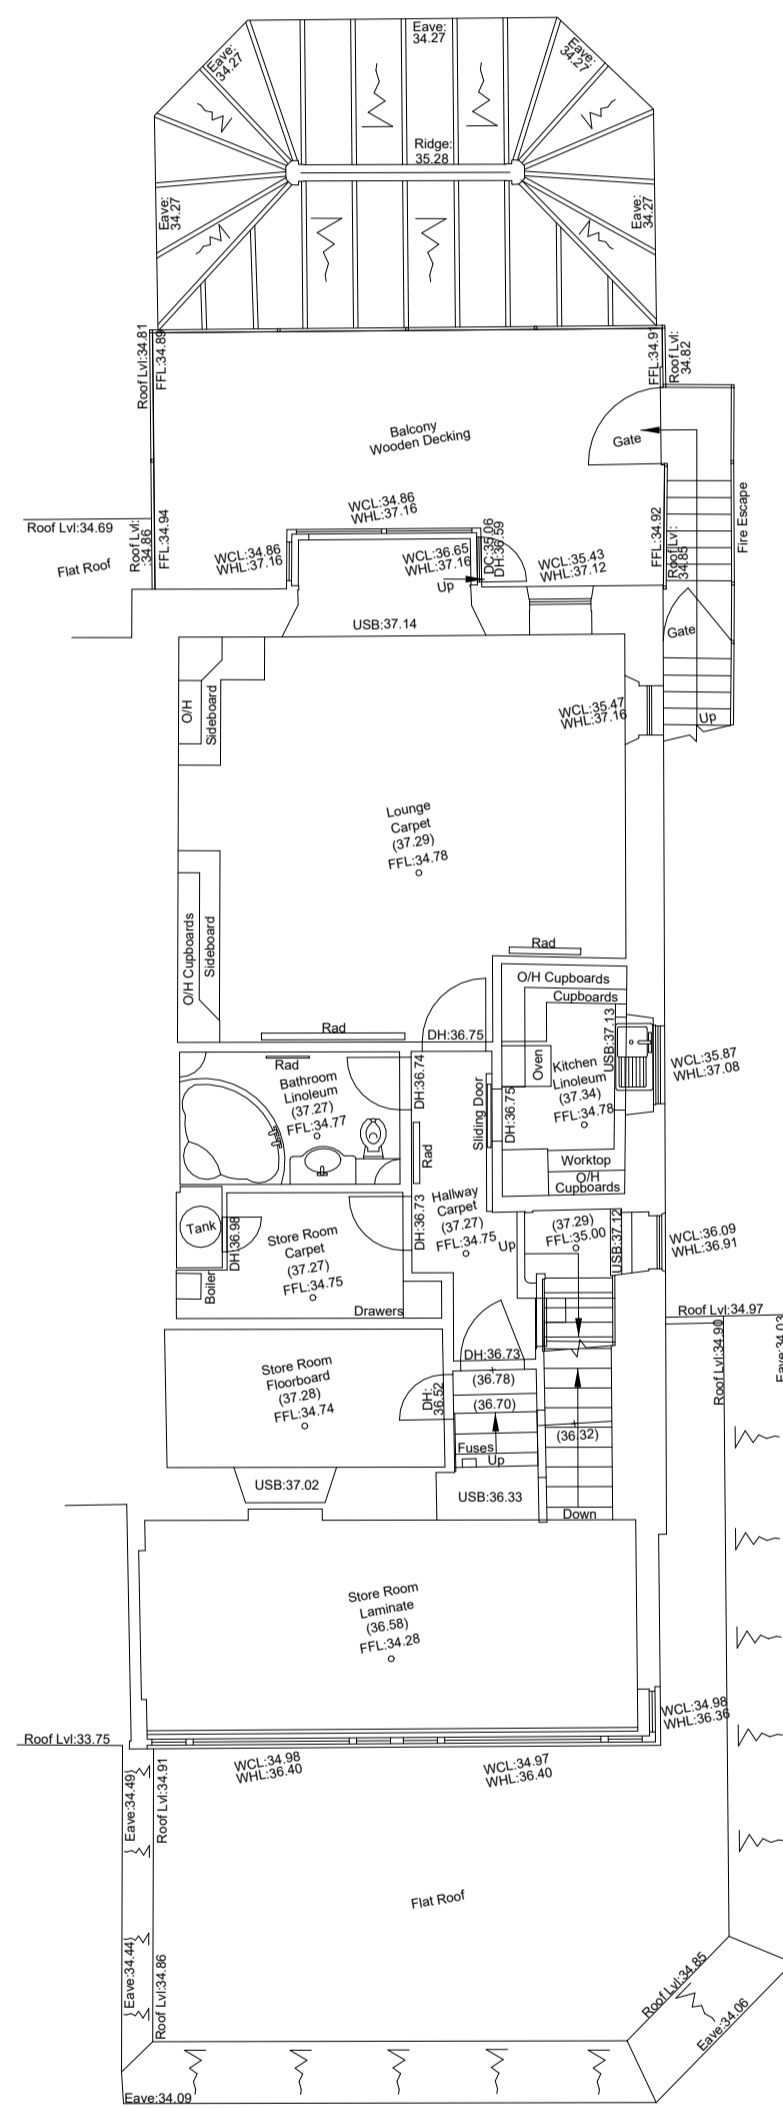 Eave:
34.27
Eave:
34.27
Eave:
34.27
Ridge:
35.28
Eave:
34.27
Eave:
34.27
Roof Lvl:34.81
FFL:34.89
FFL:34.91
Roof Lvl:
34.82
Balcony
Wooden Decking
Gate
Fire Escape
Roof Lvl:34.69
Flat Roof
Roof Lvl:
34.86
FFL:34.94
WCL:34.86
WHL:37.16
WCL:34.86
WHL:37.16
WCL:36.65
WHL:37.16
DC:35.06
DH:36.59
Up
WCL:35.43
WHL:37.12
FFL:34.92
Roof Lvl:
34.85
USB:37.14
Gate
Up
O/H
Sideboard
WCL:35.47
WHL:37.16
Lounge
Carpet
(37.29)
FFL:34.78
O/H Cupboards
Sideboard
Rad
Rad
DH:36.75
O/H Cupboards
Cupboards
USB:37.13
Oven
Kitchen
Linoleum
(37.34)
FFL:34.78
WCL:35.87
WHL:37.08
Rad
Bathroom
Linoleum
(37.27)
FFL:34.77
DH:36.74
Rad
Sliding Door
DH:36.75
Worktop
O/H
Cupboards
Tank
DH:36.98
Boiler
Store Room
Carpet
(37.27)
FFL:34.75
Drawers
DH:36.73
Hallway
Carpet
(37.27)
FFL:34.75
Up
(37.29)
FFL:35.00
USB:37.12
WCL:36.09
WHL:36.91
Roof Lvl:34.97
Roof Lvl:34.90
Eave:34.03
Store Room
Floorboard
(37.28)
FFL:34.74
DH:36.73
(36.78)
(36.70)
DH:
36.52
Fuses
Up
(36.32)
USB:37.02
USB:36.33
Down
Store Room
Laminate
(36.58)
FFL:34.28
WCL:34.98
WHL:36.36
Roof Lvl:33.75
WCL:34.98
WHL:36.40
WCL:34.97
WHL:36.40
Eave:34.49
Roof Lvl:34.91
Flat Roof
Eave:34.44
Roof Lvl:34.86
Roof Lvl:34.85
Eave:34.06
Eave:34.09